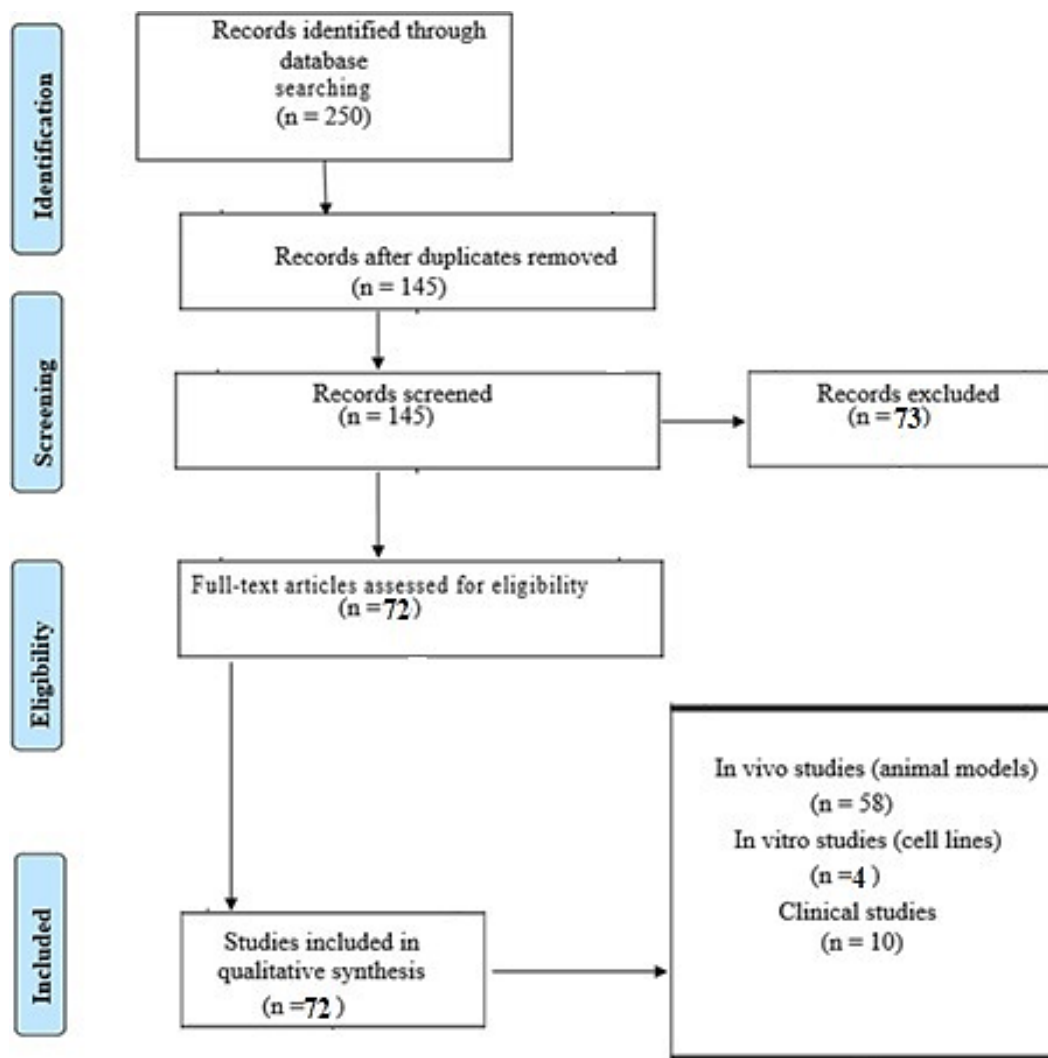 Identification
Records identified through
database
searching
(n = 250)
Records after duplicates removed
(n = 145)
Screening
Records screened
(n = 145)
Records excluded
(n = 73)
Eligibility
Full-text articles assessed for eligibility
(n =72)
Included
Studies included in
qualitative synthesis
(n =72)
In vivo studies (animal models)
(n = 58)
In vitro studies (cell lines)
(n =4 )
Clinical studies
(n = 10)